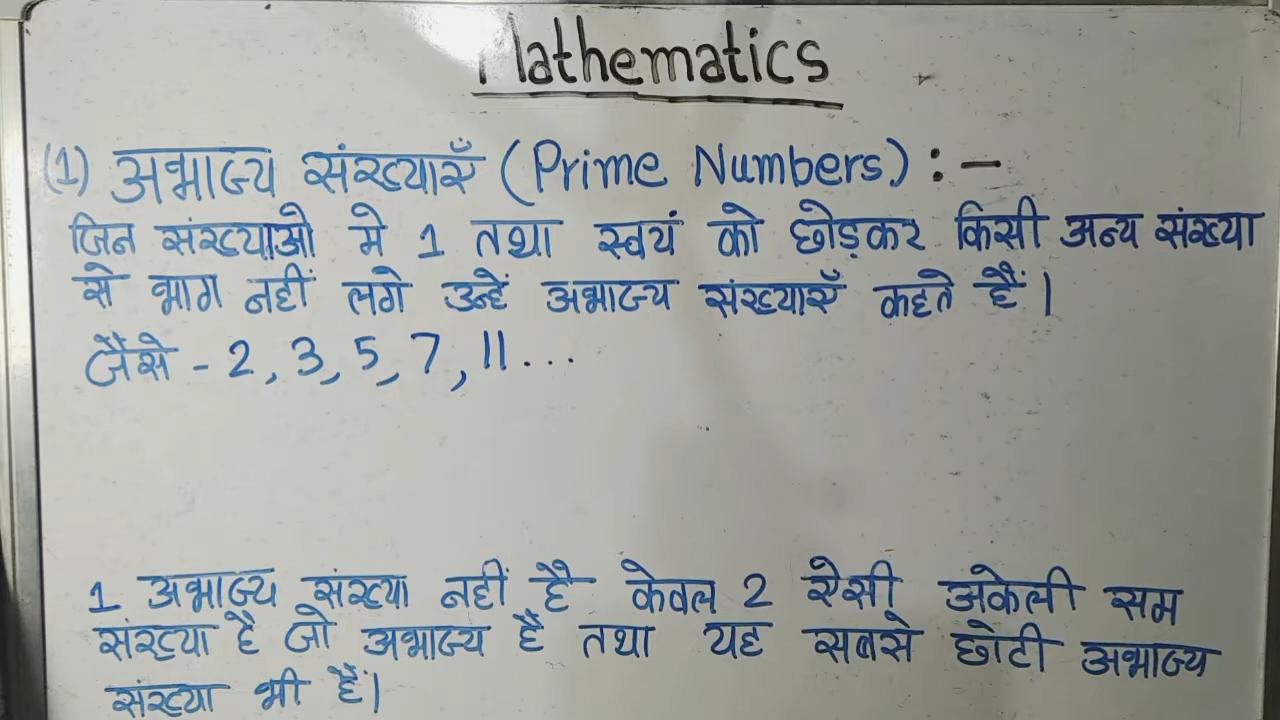 Mathematics
(1) अभाज्य संख्याएँ (Prime Numbers) : -
जिन संख्याओ मे 1 तथा स्वयं को छोड़कर किसी अन्य संख्या
से भाग नहीं लगे उन्हें अभाज्य संख्याएँ कहते हैं।
जैसे - 2, 3, 5, 7, 11...
1 अभाज्य संख्या नहीं है केवल 2 ऐसी अकेली सम
संख्या है जो अभाज्य है तथा यह सबसे छोटी अभाज्य
संख्या भी हैं।